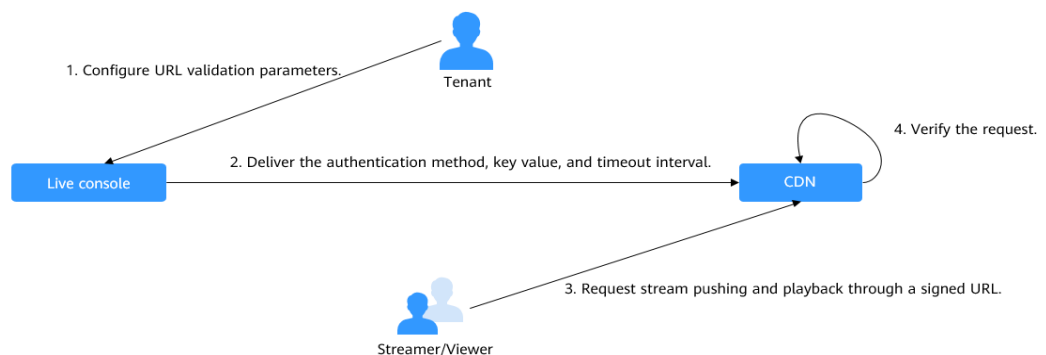 1. Configure URL validation parameters.
Tenant
4. Verify the request.
2. Deliver the authentication method, key value, and timeout interval.
Live console
CDN
3. Request stream pushing and playback through a signed URL.
Streamer/Viewer